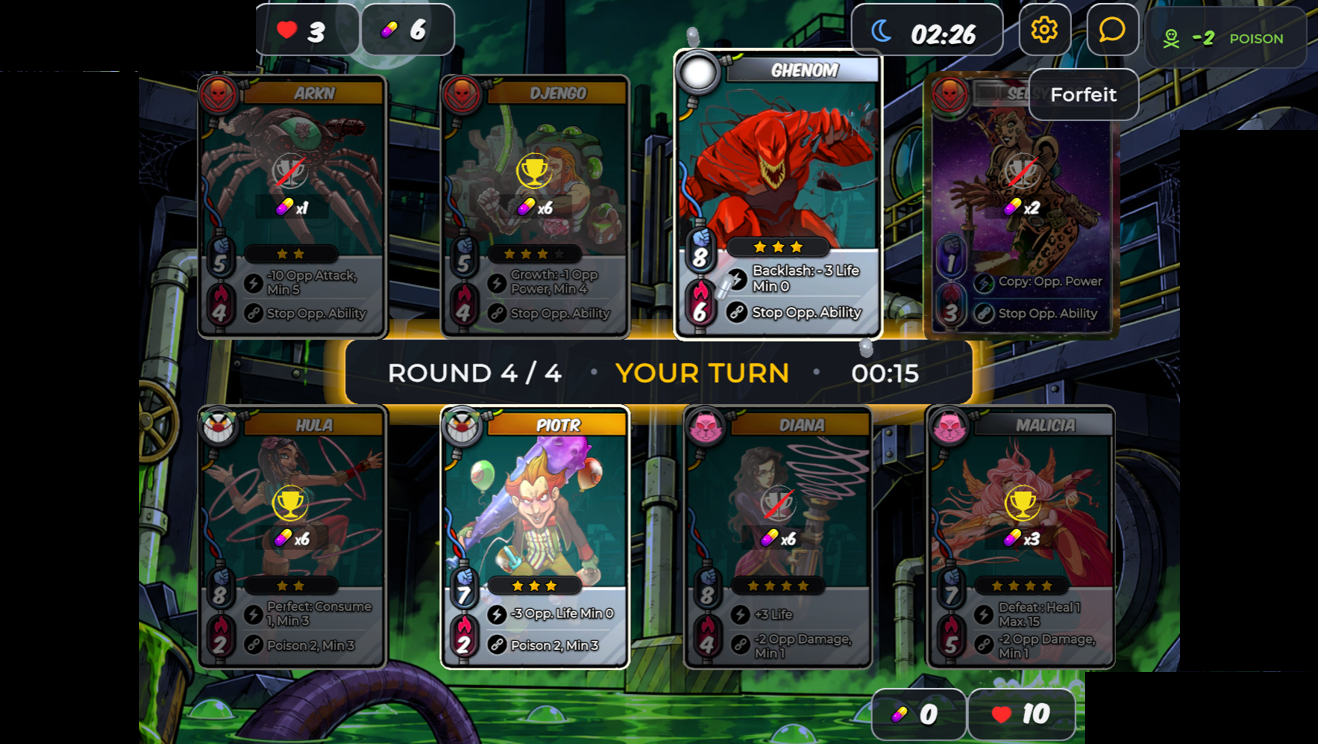 3
6
02:26
-2 POISON
Forfeit
ARKN
x1
5
4
-10 Opp Attack,
Min 5
Stop Opp. Ability
DJENGO
x6
5
4
Growth: -1 Opp
Power, Min 4
Stop Opp. Ability
GHENOM
8
6
Backlash: - 3 Life
Min 0
Stop Opp. Ability
x2
1
3
Copy: Opp. Power
Stop Opp. Ability
ROUND 4 / 4 • YOUR TURN • 00:15
HULA
x6
8
2
Perfect: Consume
1, Min 3
Poison 2, Min 3
PIOTR
7
2
-3 Opp. Life Min 0
Poison 2, Min 3
DIANA
x6
8
4
+3 Life
-2 Opp Damage,
Min 1
MALICIA
x3
7
5
Defeat : Heal 1
Max. 15
-2 Opp Damage,
Min 1
0
10